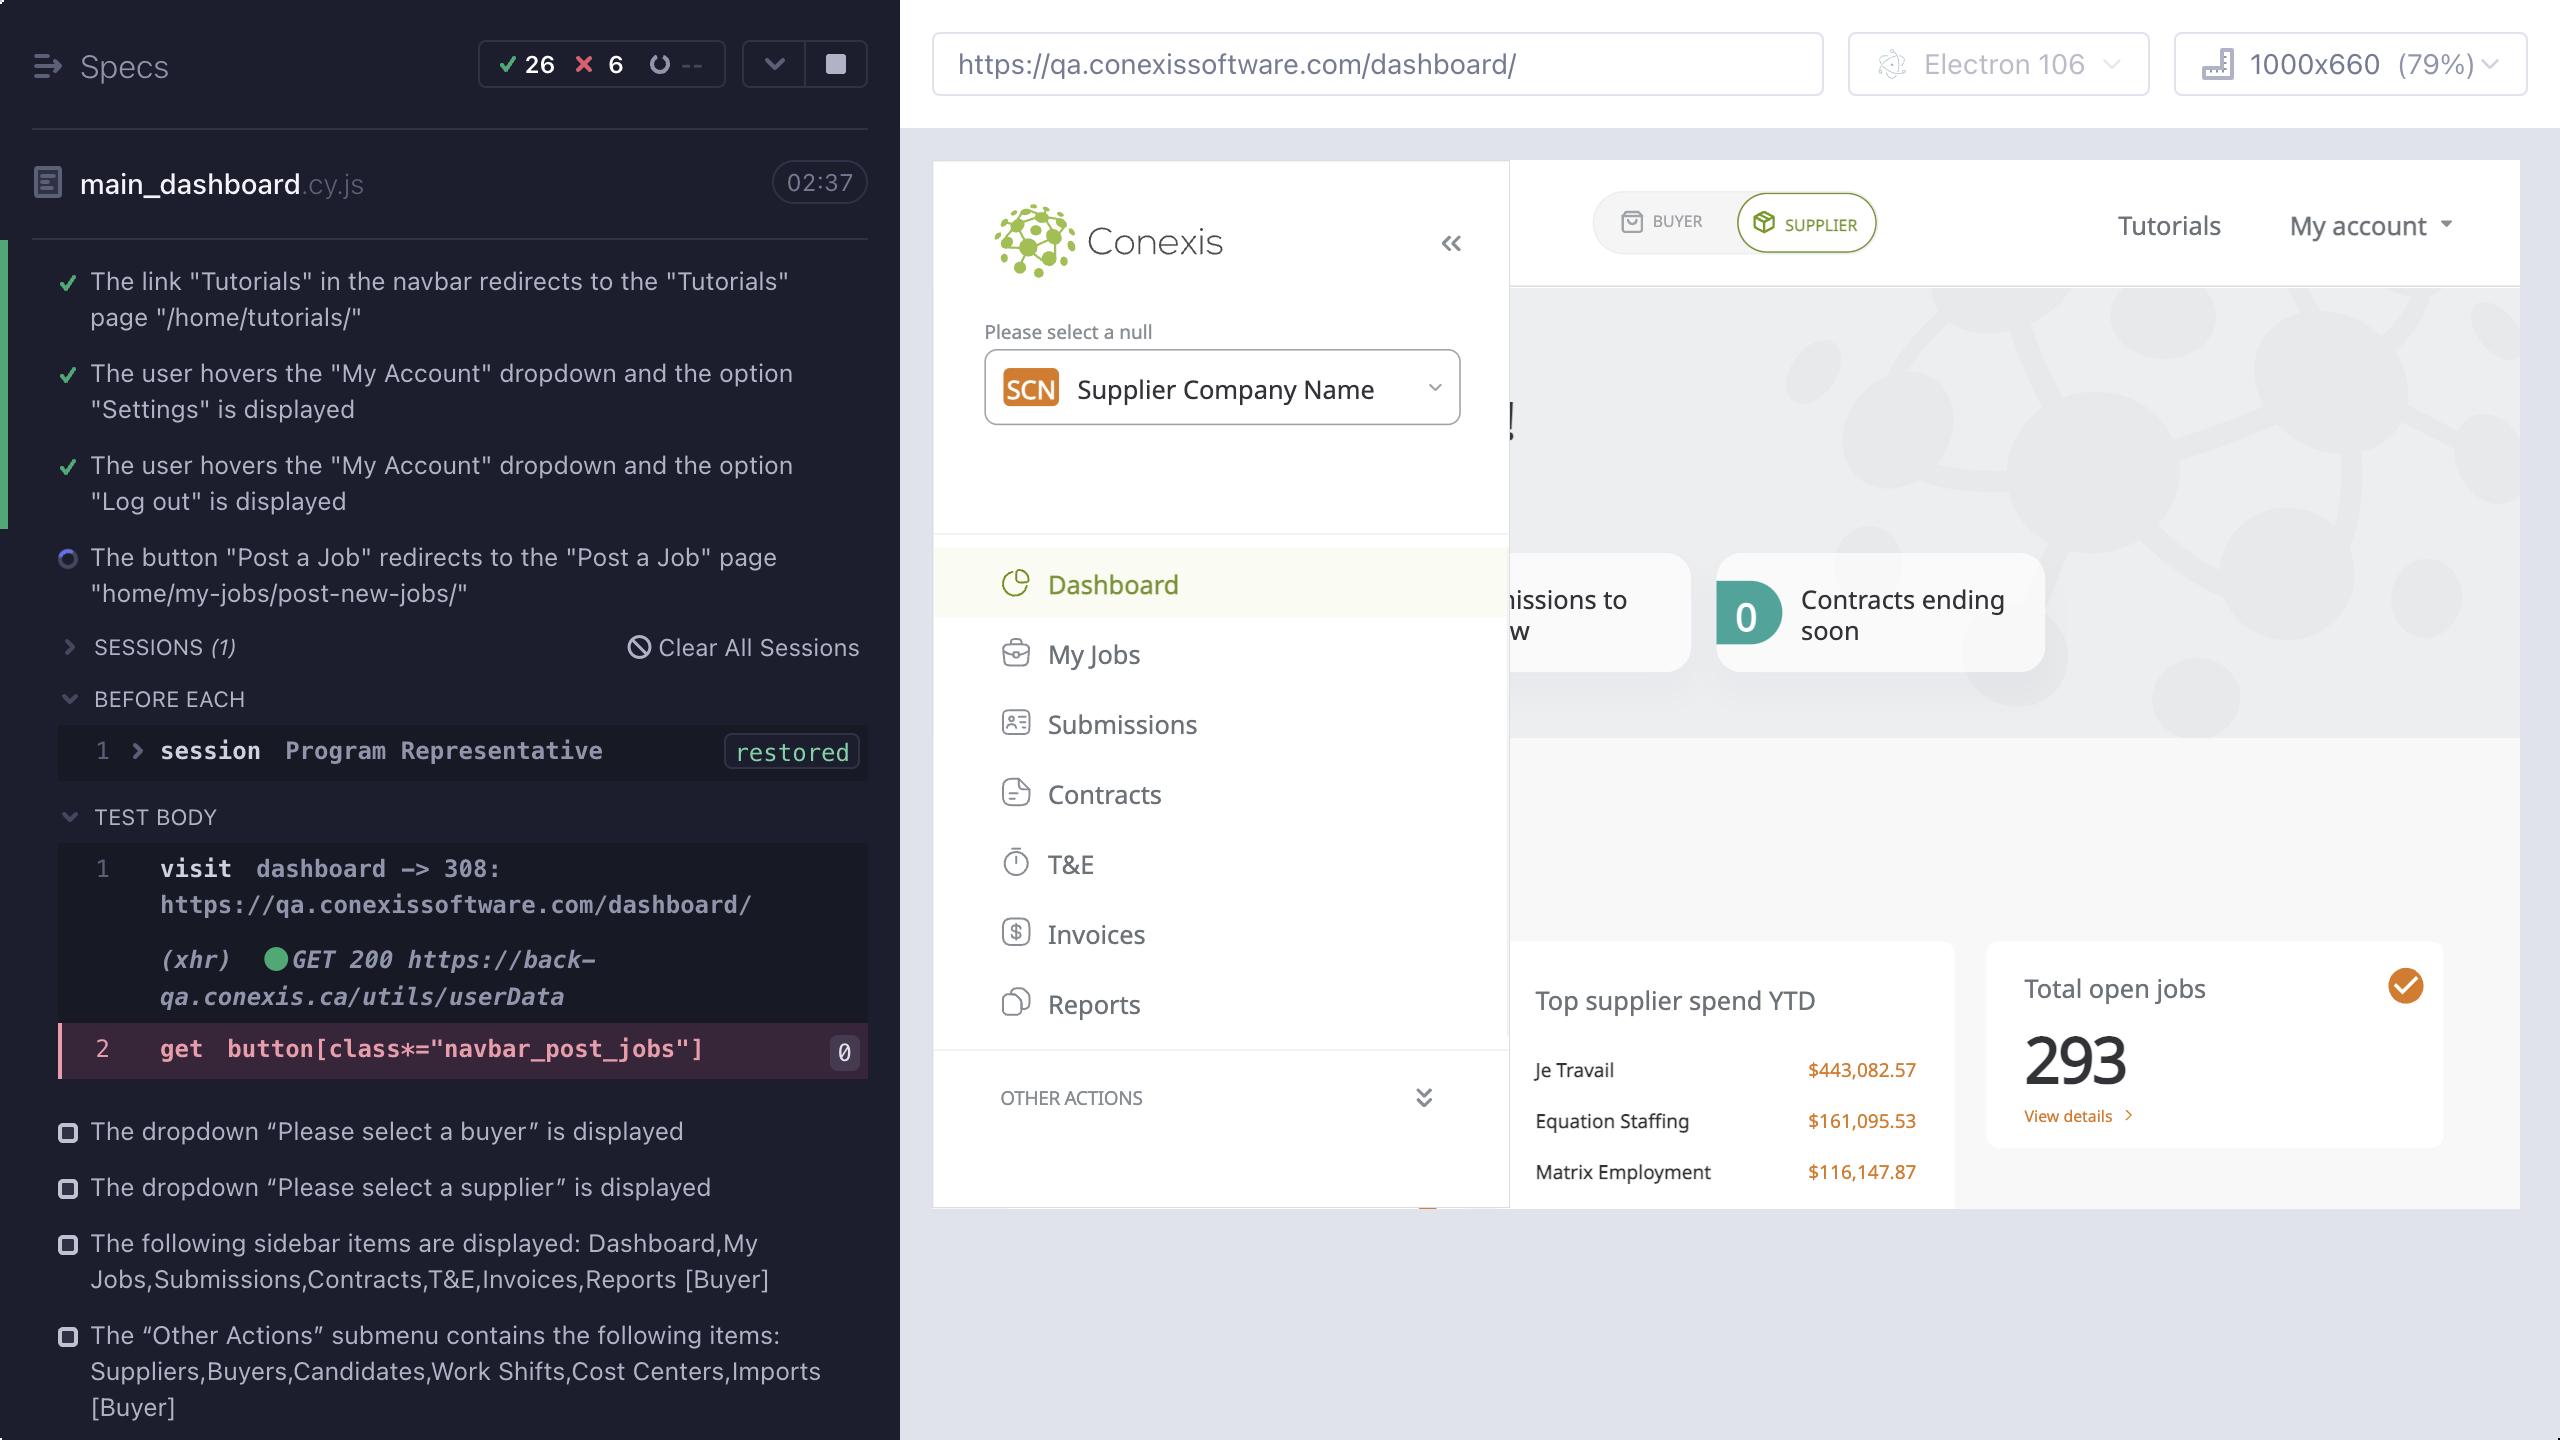 Specs
26 6 --
main_dashboard.cy.js
02:37
The link "Tutorials" in the navbar redirects to the "Tutorials"
page "/home/tutorials/"
The user hovers the "My Account" dropdown and the option
"Settings" is displayed
The user hovers the "My Account" dropdown and the option
"Log out" is displayed
The button "Post a Job" redirects to the "Post a Job" page
"home/my-jobs/post-new-jobs/"
SESSIONS (1)
Clear All Sessions
BEFORE EACH
1 session Program Representative restored
TEST BODY
1 visit dashboard -> 308:
https://qa.conexissoftware.com/dashboard/
(xhr) GET 200 https://back-
qa.conexis.ca/utils/userData
2 get button[class*="navbar_post_jobs"] 0
The dropdown “Please select a buyer” is displayed
The dropdown “Please select a supplier” is displayed
The following sidebar items are displayed: Dashboard,My
Jobs,Submissions,Contracts,T&E,Invoices,Reports [Buyer]
The “Other Actions” submenu contains the following items:
Suppliers,Buyers,Candidates,Work Shifts,Cost Centers,Imports
[Buyer]
https://qa.conexissoftware.com/dashboard/
Electron 106
1000x660 (79%)
Conexis
BUYER
SUPPLIER
Tutorials
My account
Please select a null
SCN Supplier Company Name
!
Dashboard
My Jobs
Submissions
Contracts
T&E
Invoices
Reports
OTHER ACTIONS
issions to
w
0
Contracts ending
soon
Top supplier spend YTD
Je Travail $443,082.57
Equation Staffing $161,095.53
Matrix Employment $116,147.87
Total open jobs
293
View details